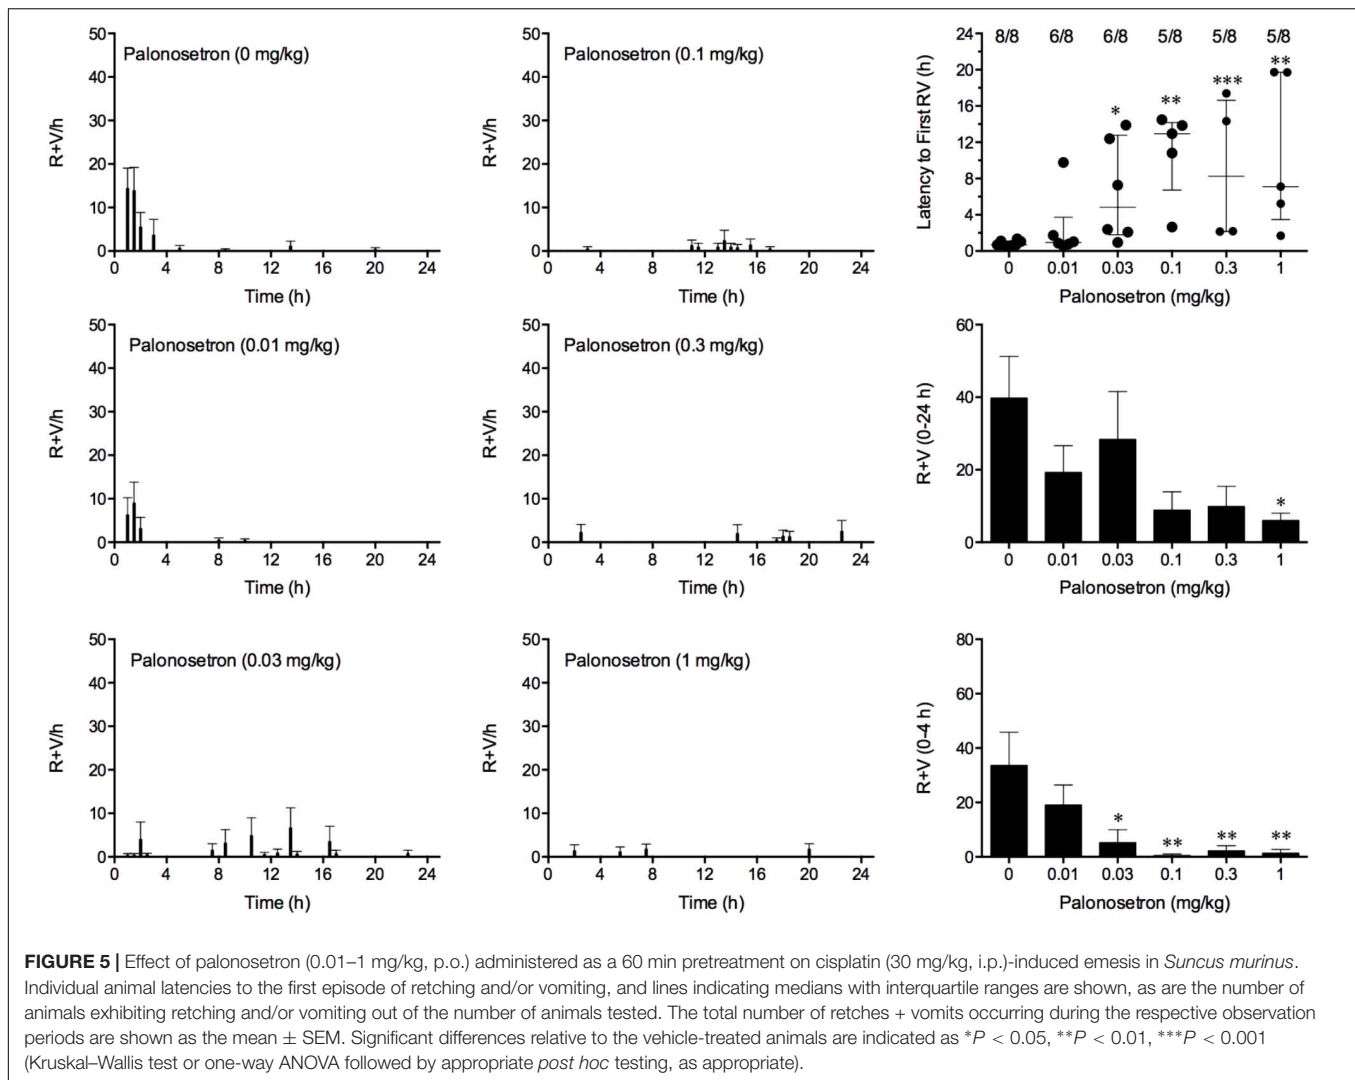 Palonosetron (0 mg/kg)
R+V/h
50
40
30
20
10
0
0 4 8 12 16 20 24
Time (h)
Palonosetron (0.1 mg/kg)
R+V/h
50
40
30
20
10
0
0 4 8 12 16 20 24
Time (h)
8/8 6/8 6/8 5/8 5/8 5/8
Latency to First RV (h)
24
20
16
12
8
4
0
* ** *** **
0 0.01 0.03 0.1 0.3 1
Palonosetron (mg/kg)
Palonosetron (0.01 mg/kg)
R+V/h
50
40
30
20
10
0
0 4 8 12 16 20 24
Time (h)
Palonosetron (0.3 mg/kg)
R+V/h
50
40
30
20
10
0
0 4 8 12 16 20 24
Time (h)
R+V (0-24 h)
60
40
20
0
*
0 0.01 0.03 0.1 0.3 1
Palonosetron (mg/kg)
Palonosetron (0.03 mg/kg)
R+V/h
50
40
30
20
10
0
0 4 8 12 16 20 24
Time (h)
Palonosetron (1 mg/kg)
R+V/h
50
40
30
20
10
0
0 4 8 12 16 20 24
Time (h)
R+V (0-4 h)
80
60
40
20
0
* ** ** **
0 0.01 0.03 0.1 0.3 1
Palonosetron (mg/kg)
FIGURE 5 | Effect of palonosetron (0.01–1 mg/kg, p.o.) administered as a 60 min pretreatment on cisplatin (30 mg/kg, i.p.)-induced emesis in Suncus murinus.
Individual animal latencies to the first episode of retching and/or vomiting, and lines indicating medians with interquartile ranges are shown, as are the number of
animals exhibiting retching and/or vomiting out of the number of animals tested. The total number of retches + vomits occurring during the respective observation
periods are shown as the mean ± SEM. Significant differences relative to the vehicle-treated animals are indicated as *P < 0.05, **P < 0.01, ***P < 0.001
(Kruskal–Wallis test or one-way ANOVA followed by appropriate post hoc testing, as appropriate).